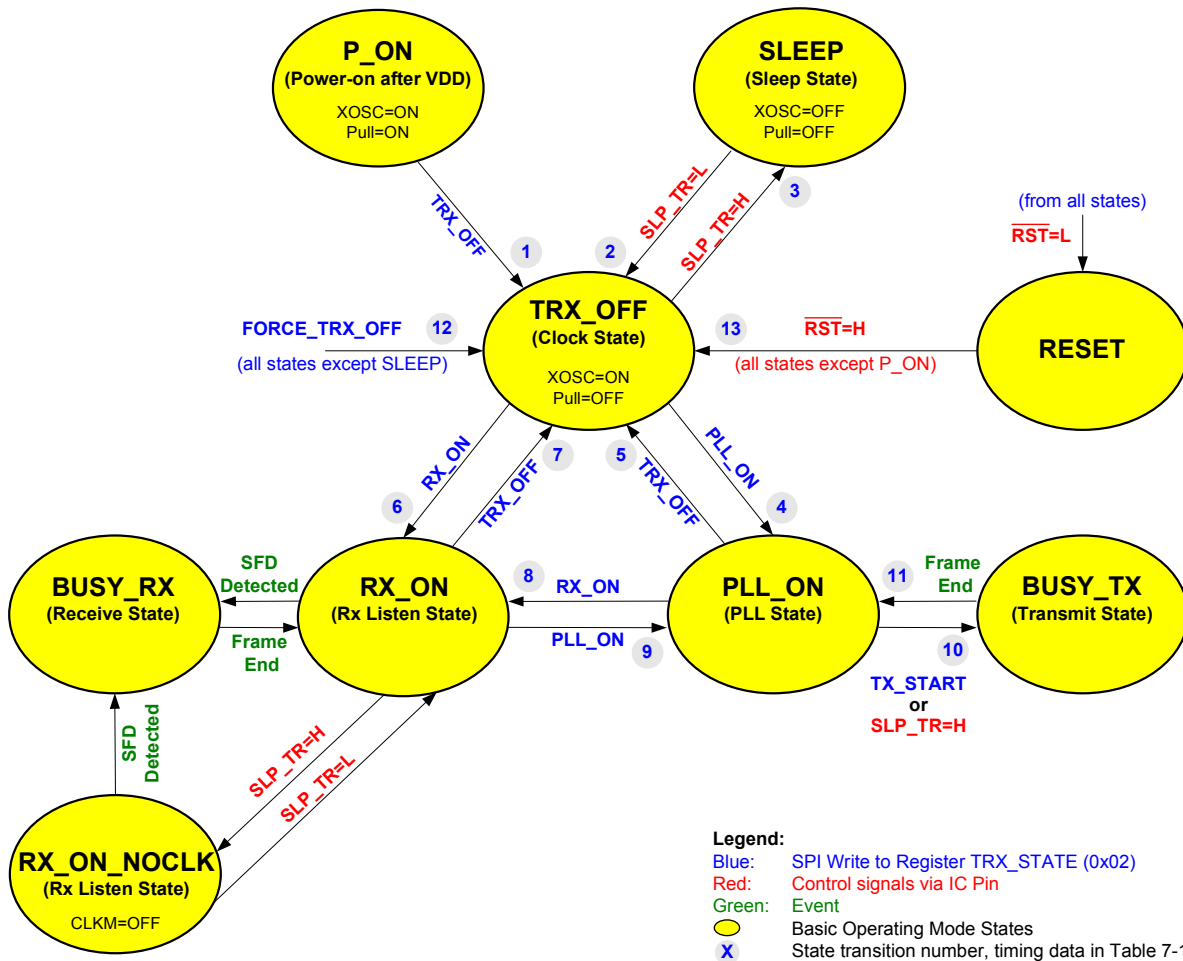 P_ON
(Power-on after VDD)
XOSC=ON
Pull=ON
SLEEP
(Sleep State)
XOSC=OFF
Pull=OFF
TRX_OFF
1
SLP_TR=L
2
SLP_TR=H
3
(from all states)
RST=L
FORCE_TRX_OFF
12
(all states except SLEEP)
TRX_OFF
(Clock State)
XOSC=ON
Pull=OFF
13
RST=H
(all states except P_ON)
RESET
RX_ON
6
TRX_OFF
7
TRX_OFF
5
PLL_ON
4
BUSY_RX
(Receive State)
SFD
Detected
Frame
End
RX_ON
(Rx Listen State)
8
RX_ON
PLL_ON
9
PLL_ON
(PLL State)
11
Frame
End
10
TX_START
or
SLP_TR=H
BUSY_TX
(Transmit State)
SFD
Detected
SLP_TR=H
SLP_TR=L
RX_ON_NOCLK
(Rx Listen State)
CLKM=OFF
Legend:
Blue: SPI Write to Register TRX_STATE (0x02)
Red: Control signals via IC Pin
Green: Event
Basic Operating Mode States
X State transition number, timing data in Table 7-1